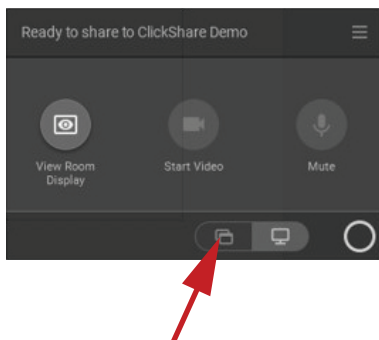 Ready to share to ClickShare Demo
View Room
Display
Start Video
Mute